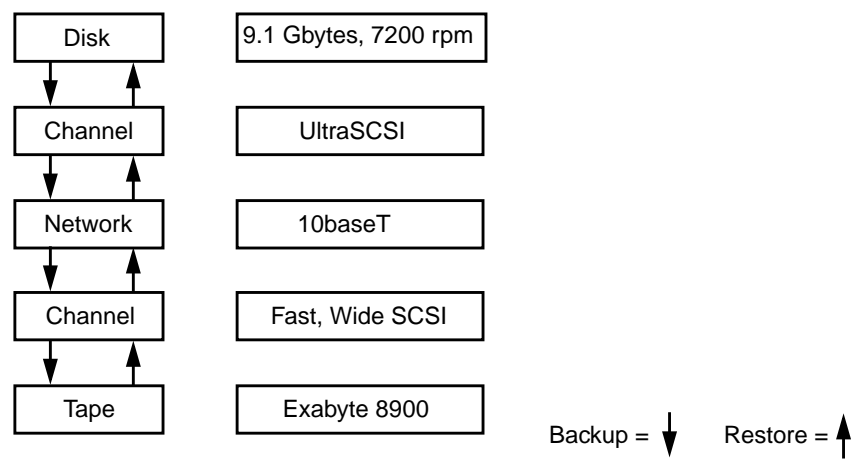 Disk 9.1 Gbytes, 7200 rpm
Channel UltraSCSI
Network 10baseT
Channel Fast, Wide SCSI
Tape Exabyte 8900
Backup = Restore =